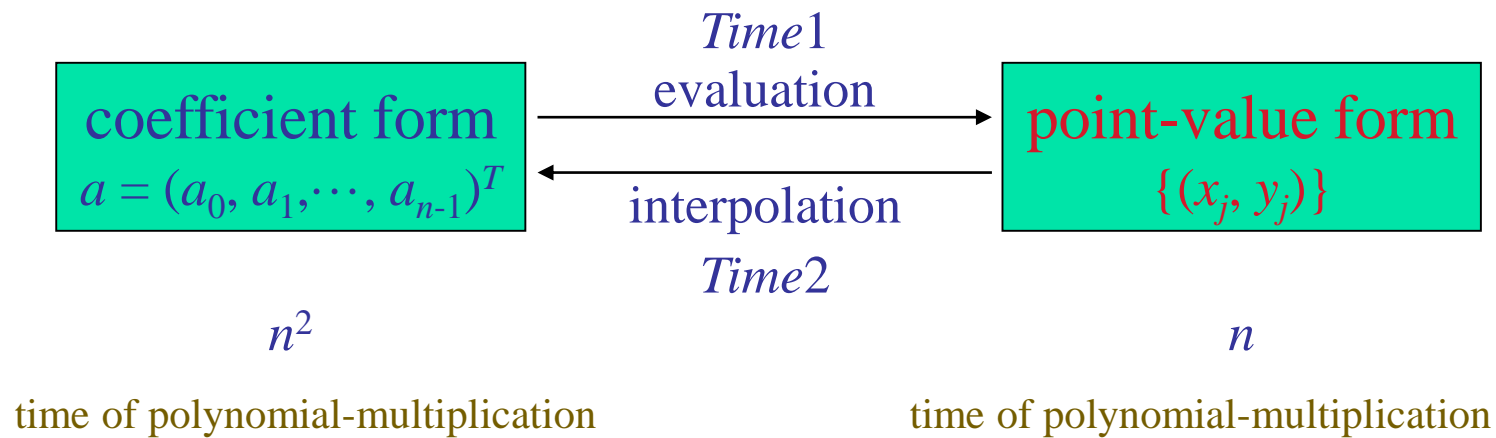 Time1
evaluation
coefficient form
a = (a₀, a₁,⋯, aₙ₋₁)ᵀ
point-value form
{(xⱼ, yⱼ)}
interpolation
Time2
n²
n
time of polynomial-multiplication
time of polynomial-multiplication